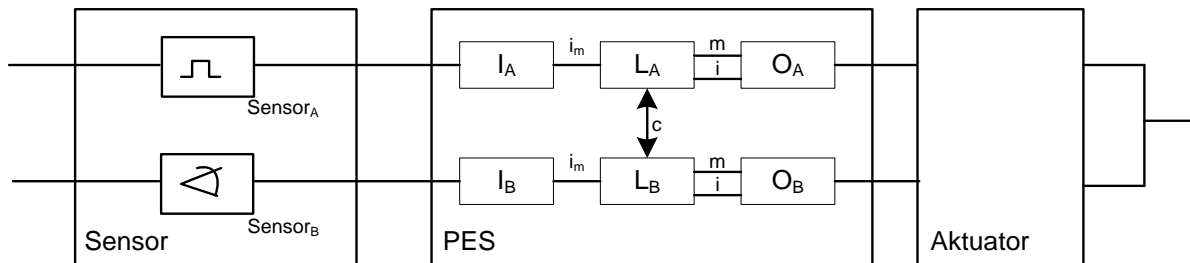 Sensor_A
Sensor_B
Sensor
I_A
i_m
L_A
m
i
O_A
c
I_B
i_m
L_B
m
i
O_B
PES
Aktuator